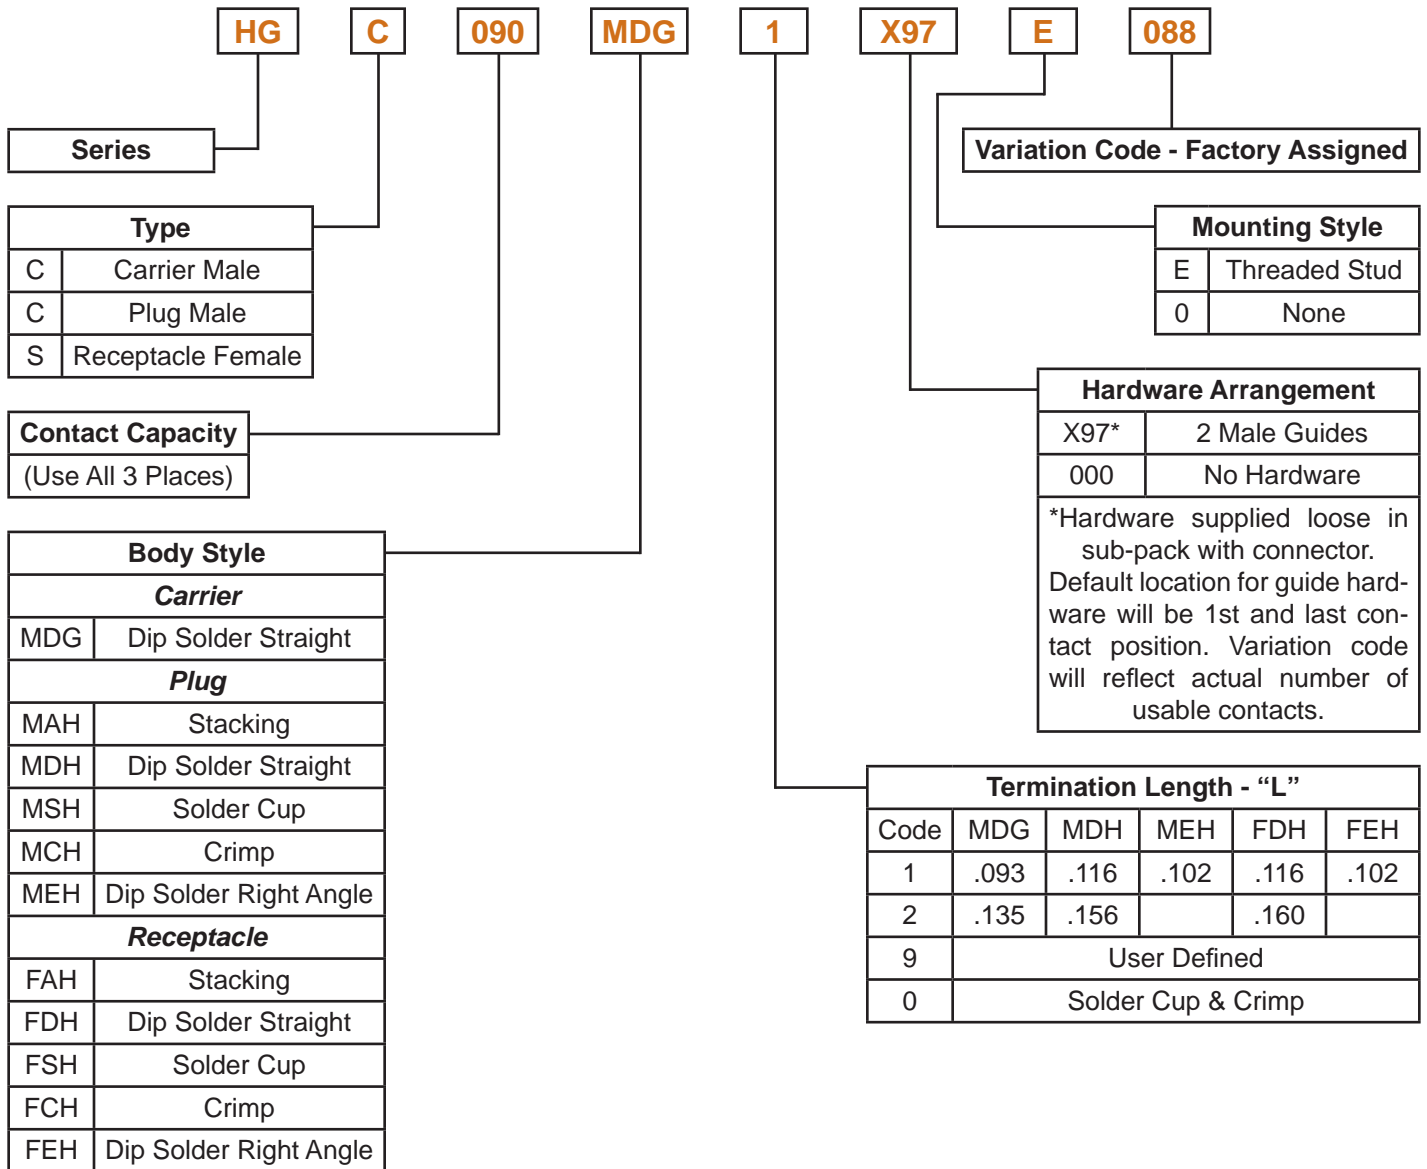 HG C 090 MDG 1 X97 E 088
Series
Variation Code - Factory Assigned
Type
C Carrier Male
C Plug Male
S Receptacle Female
Mounting Style
E Threaded Stud
0 None
Contact Capacity
(Use All 3 Places)
Hardware Arrangement
X97* 2 Male Guides
000 No Hardware
*Hardware supplied loose in
sub-pack with connector.
Default location for guide hard-
ware will be 1st and last con-
tact position. Variation code
will reflect actual number of
usable contacts.
Body Style
Carrier
MDG Dip Solder Straight
Plug
MAH Stacking
MDH Dip Solder Straight
MSH Solder Cup
MCH Crimp
MEH Dip Solder Right Angle
Receptacle
FAH Stacking
FDH Dip Solder Straight
FSH Solder Cup
FCH Crimp
FEH Dip Solder Right Angle
Termination Length - “L”
Code MDG MDH MEH FDH FEH
1 .093 .116 .102 .116 .102
2 .135 .156 .160
9 User Defined
0 Solder Cup & Crimp